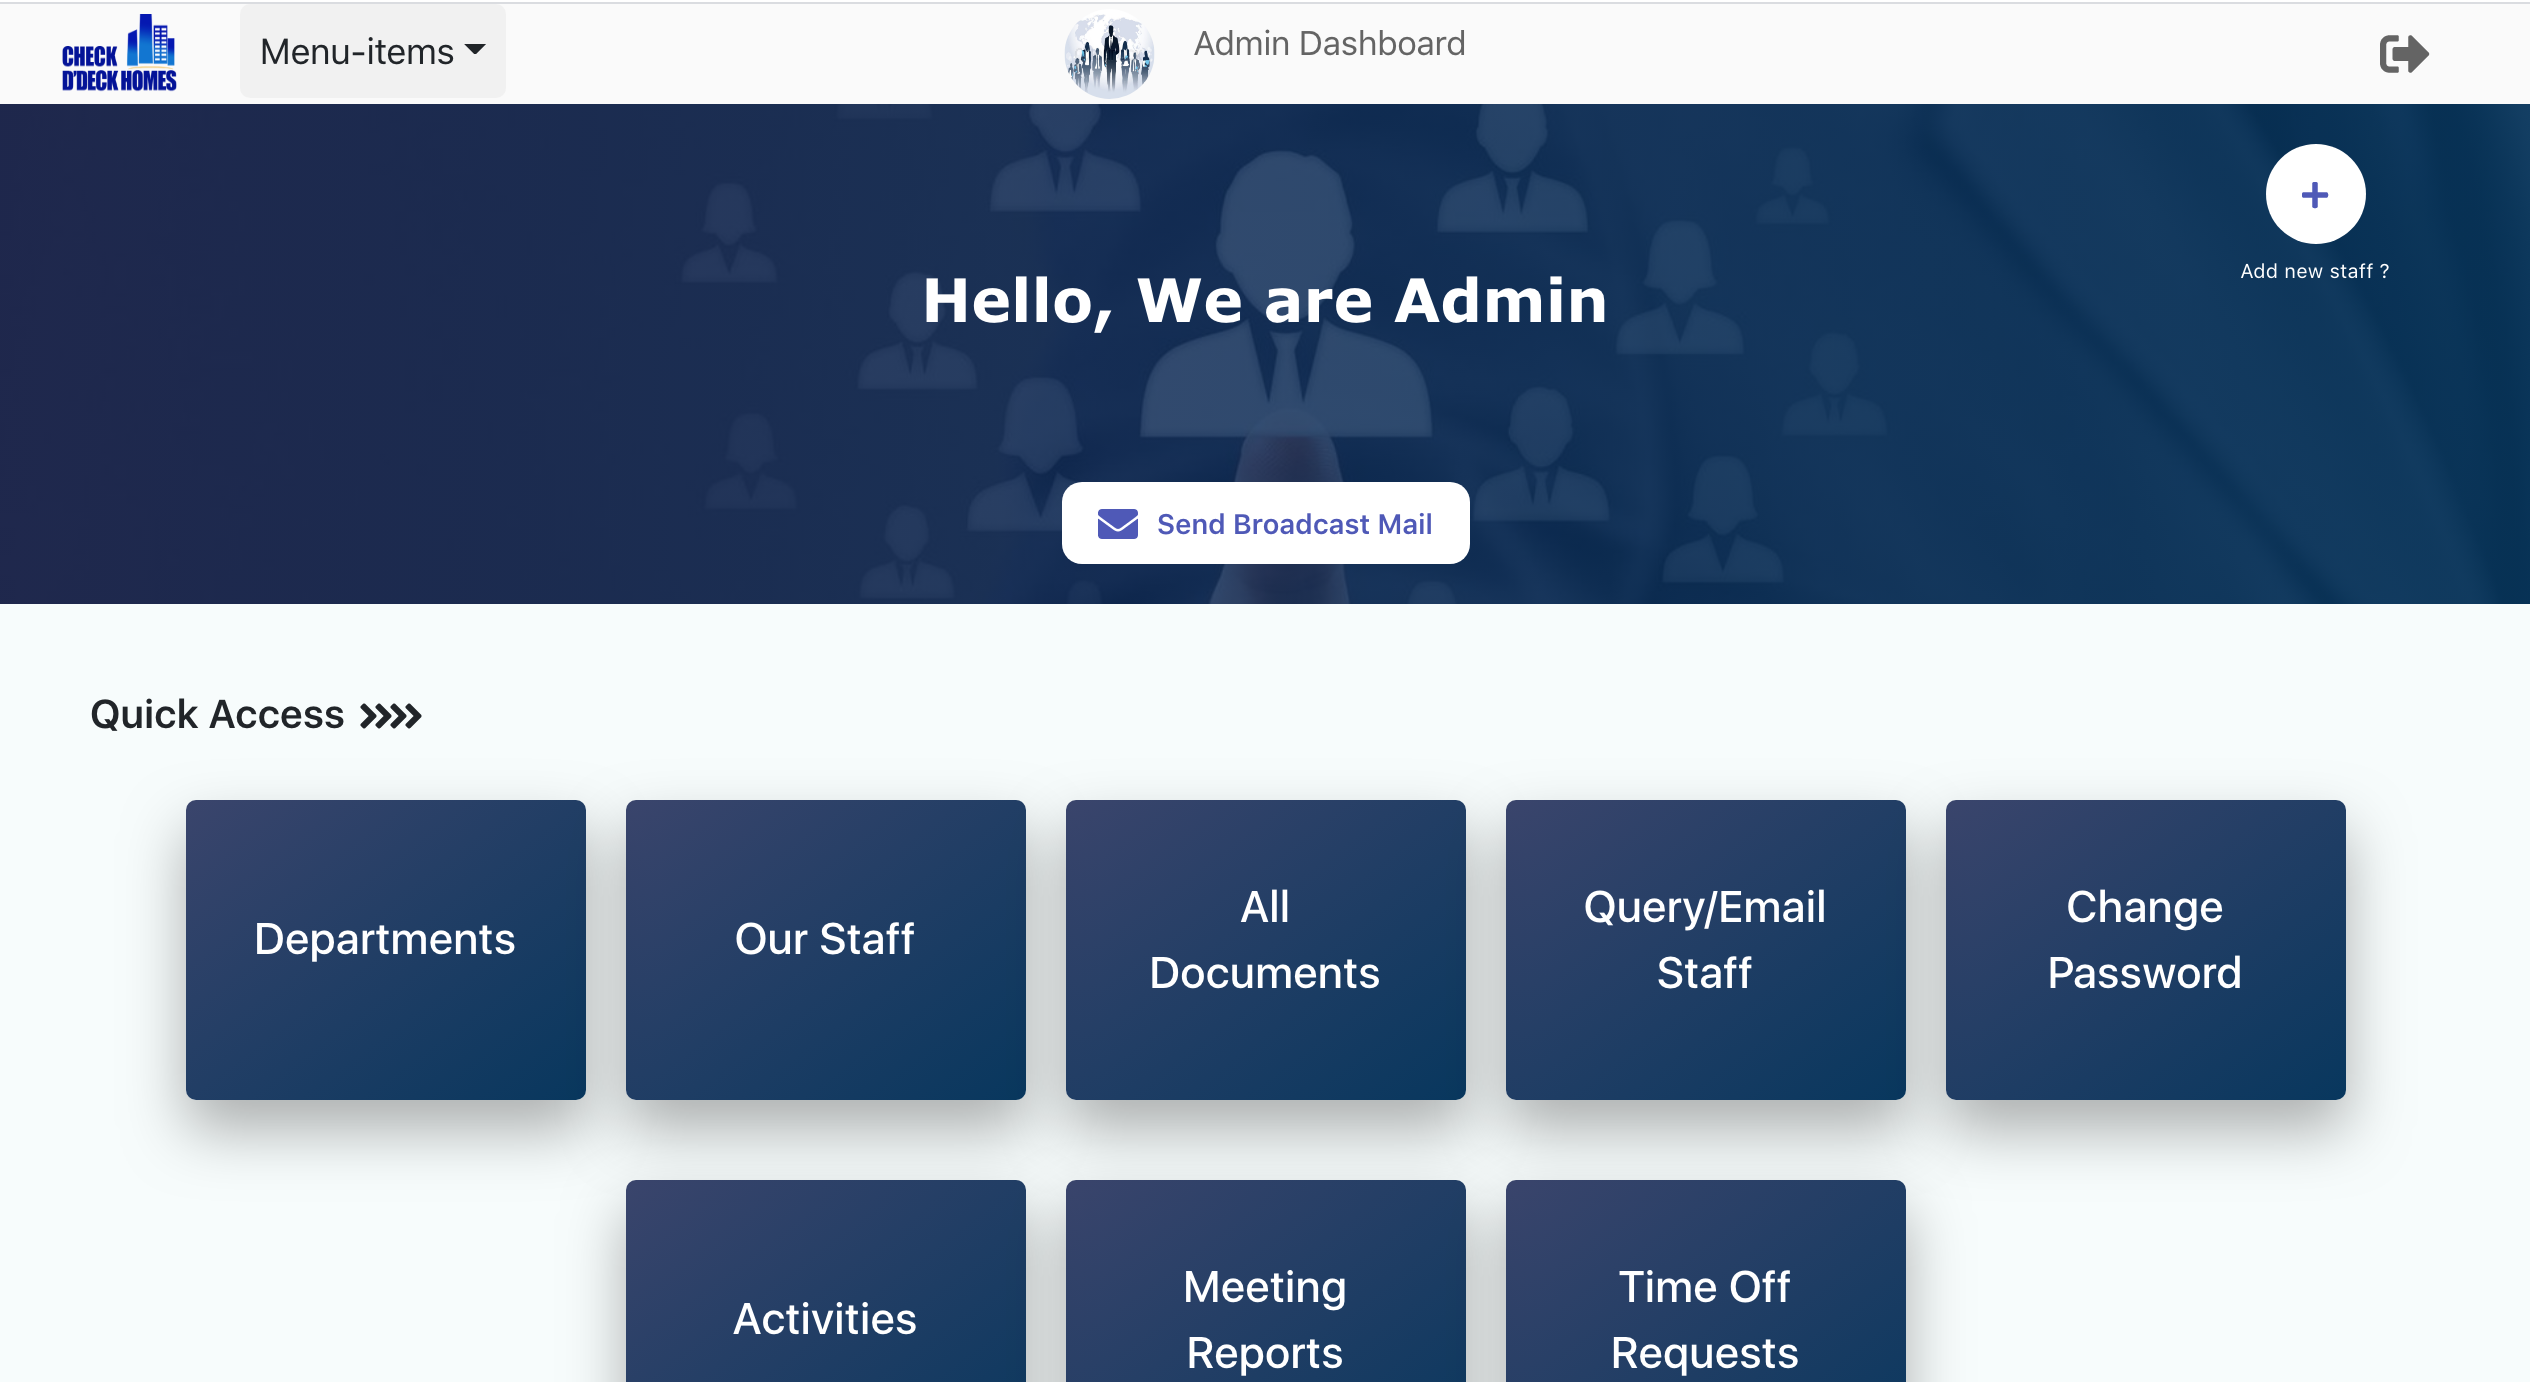 CHECK
D'DECK HOMES
Menu-items
Admin Dashboard
Add new staff ?
Hello, We are Admin
Send Broadcast Mail
Quick Access
Departments
Our Staff
All
Documents
Query/Email
Staff
Change
Password
Activities
Meeting
Reports
Time Off
Requests